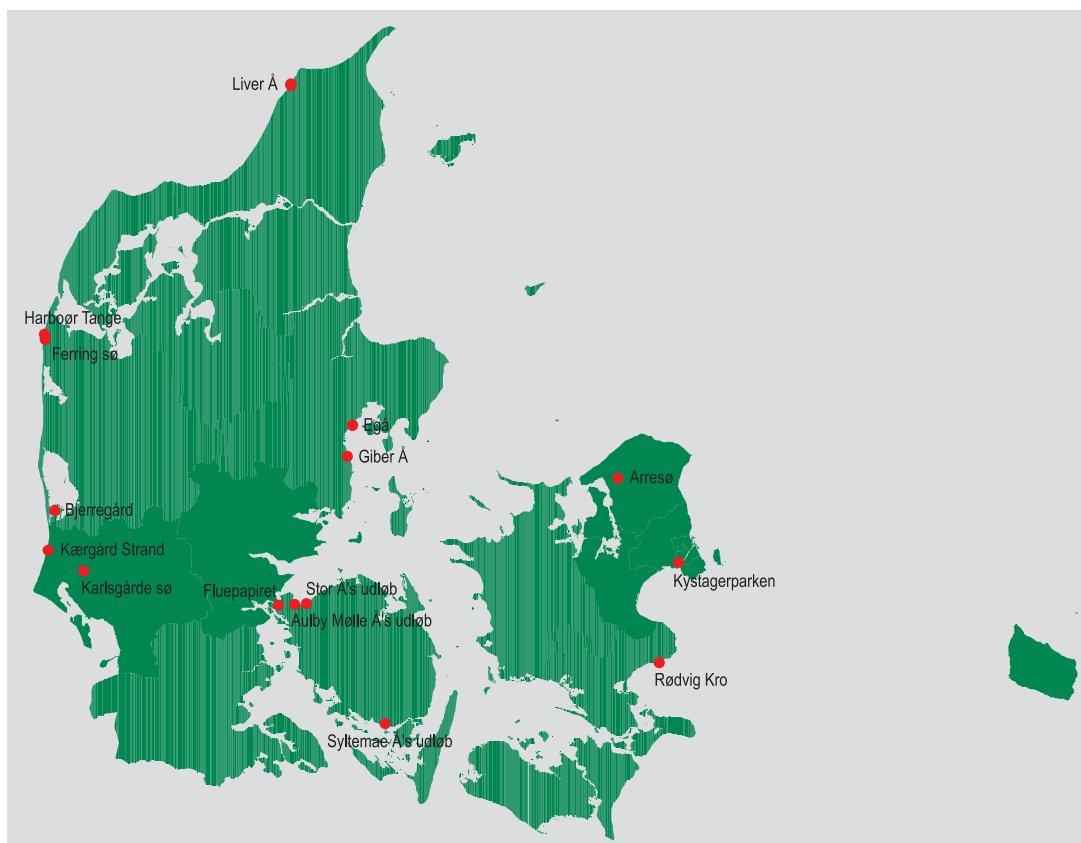 Liver Å
Harboør Tange
Ferring sø
Egå
Giber Å
Arresø
Bjerregård
Kærgård Strand
Karlsgårde sø
Kystagerparken
Fluepapiret
Stor Å's udløb
Aulby Mølle Å's udløb
Rødvig Kro
Syltemae Å's udløb